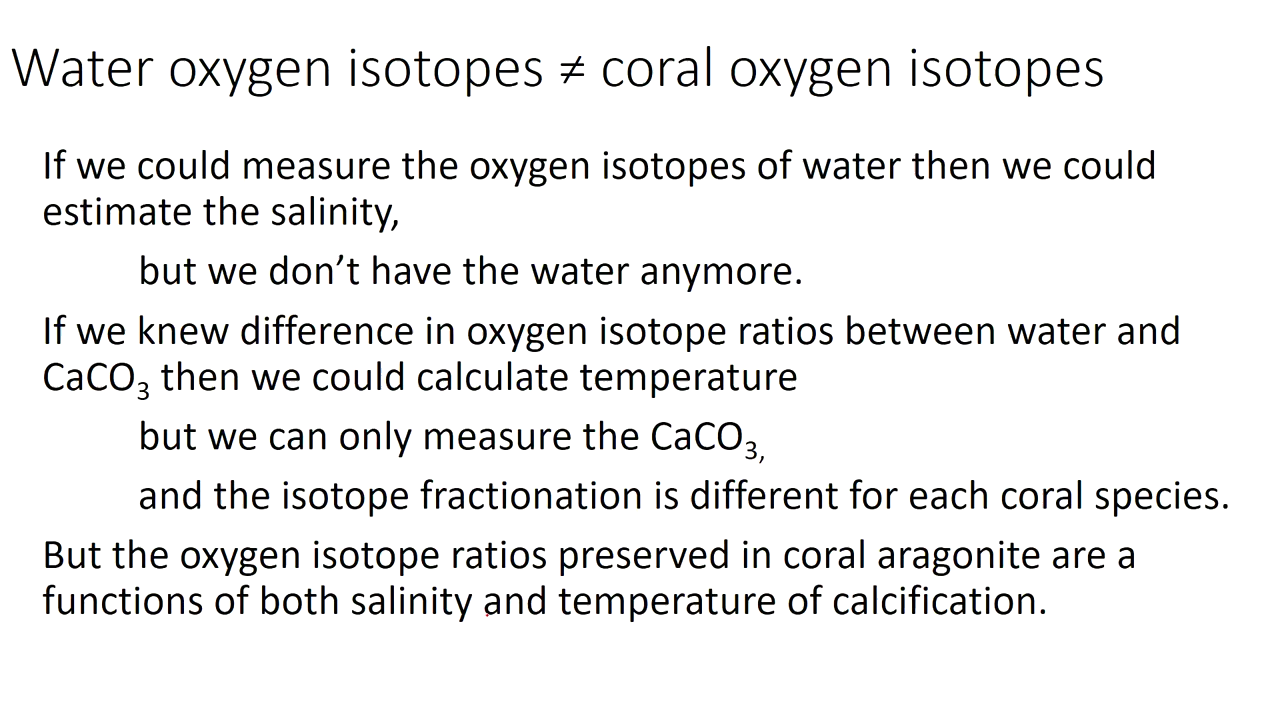 Water oxygen isotopes ≠ coral oxygen isotopes
If we could measure the oxygen isotopes of water then we could
estimate the salinity,
but we don’t have the water anymore.
If we knew difference in oxygen isotope ratios between water and
CaCO₃ then we could calculate temperature
but we can only measure the CaCO₃,
and the isotope fractionation is different for each coral species.
But the oxygen isotope ratios preserved in coral aragonite are a
functions of both salinity and temperature of calcification.